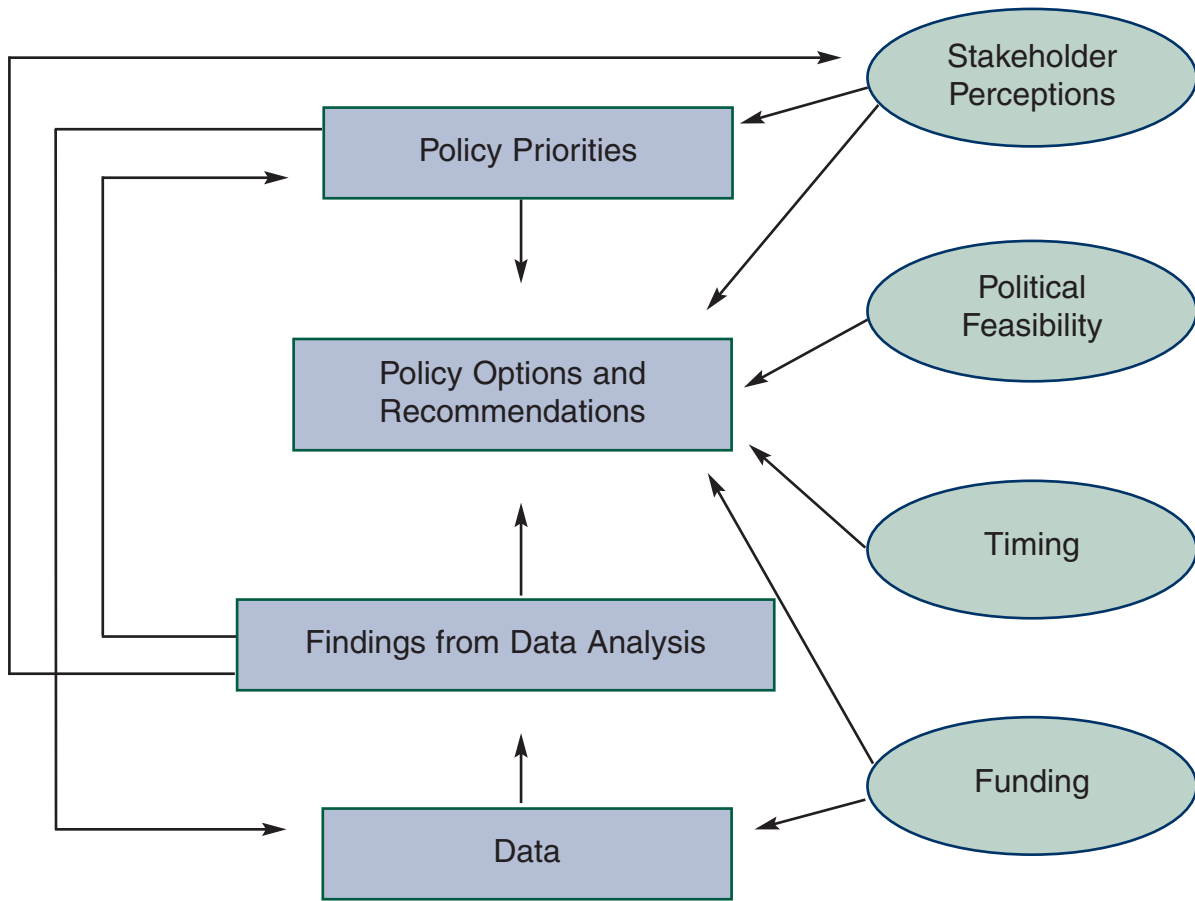 Stakeholder
Perceptions
Policy Priorities
Political
Feasibility
Policy Options and
Recommendations
Timing
Findings from Data Analysis
Funding
Data